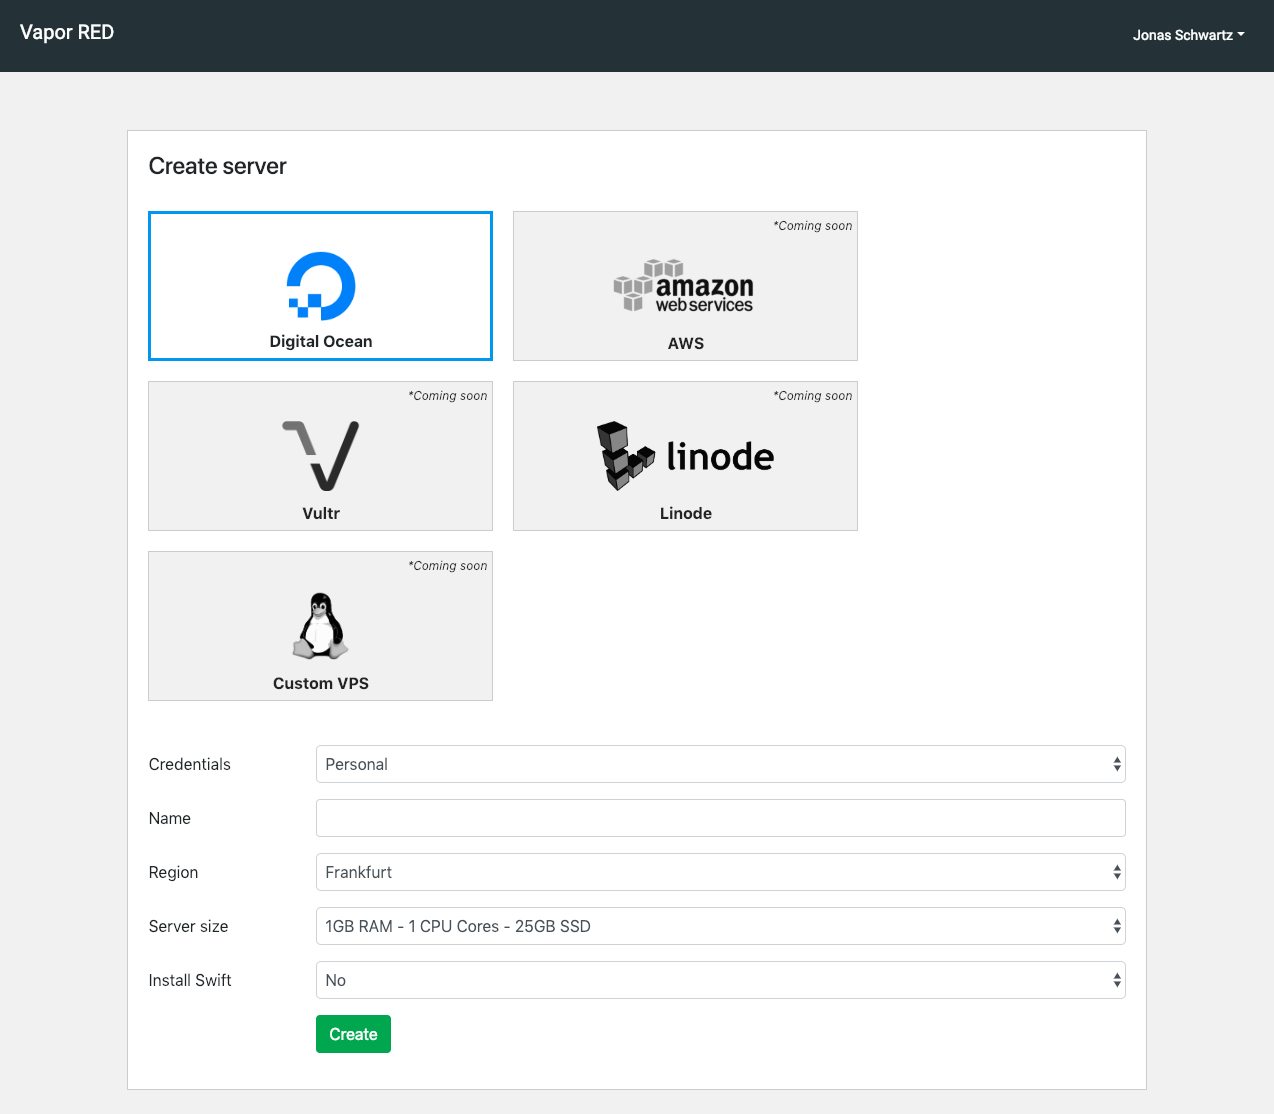 Vapor RED
Jonas Schwartz
Create server
Digital Ocean
*Coming soon
amazon
webservices
AWS
*Coming soon
Vultr
*Coming soon
linode
Linode
*Coming soon
Custom VPS
Credentials
Personal
Name
Region
Frankfurt
Server size
1GB RAM - 1 CPU Cores - 25GB SSD
Install Swift
No
Create